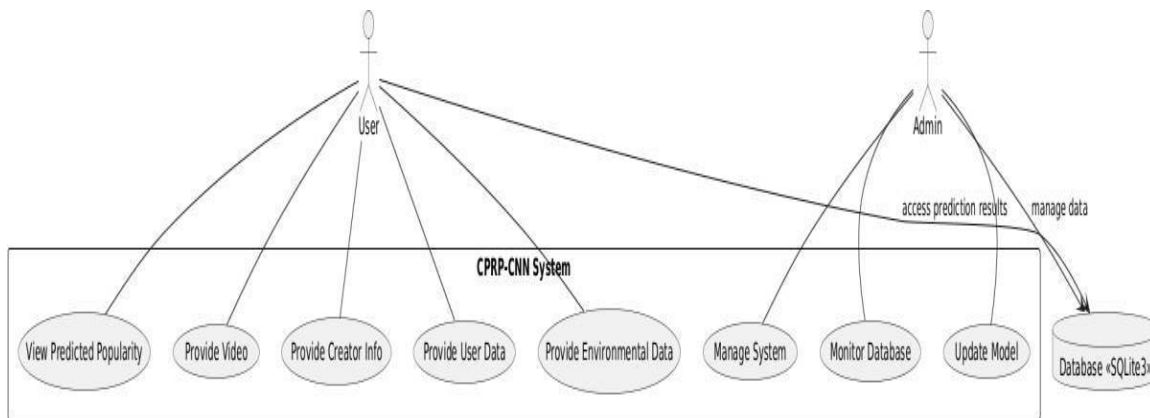 User
Admin
access prediction results
manage data
CPRP-CNN System
View Predicted Popularity
Provide Video
Provide Creator Info
Provide User Data
Provide Environmental Data
Manage System
Monitor Database
Update Model
Database «SQLite3»